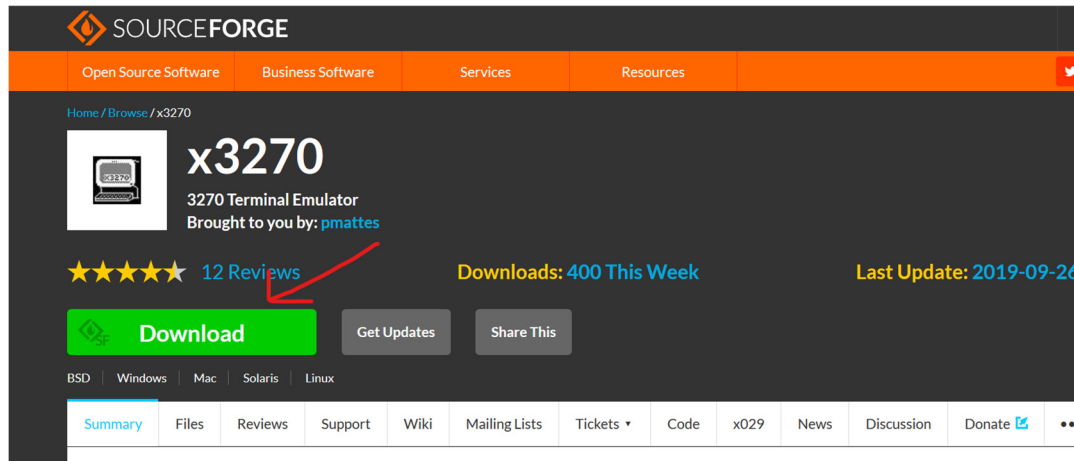 SOURCEFORGE
Open Source Software Business Software Services Resources
Home / Browse / x3270
x3270
3270 Terminal Emulator
Brought to you by: pmattes
12 Reviews Downloads: 400 This Week Last Update: 2019-09-26
SF Download Get Updates Share This
BSD Windows Mac Solaris Linux
Summary Files Reviews Support Wiki Mailing Lists Tickets ▾ Code x029 News Discussion Donate